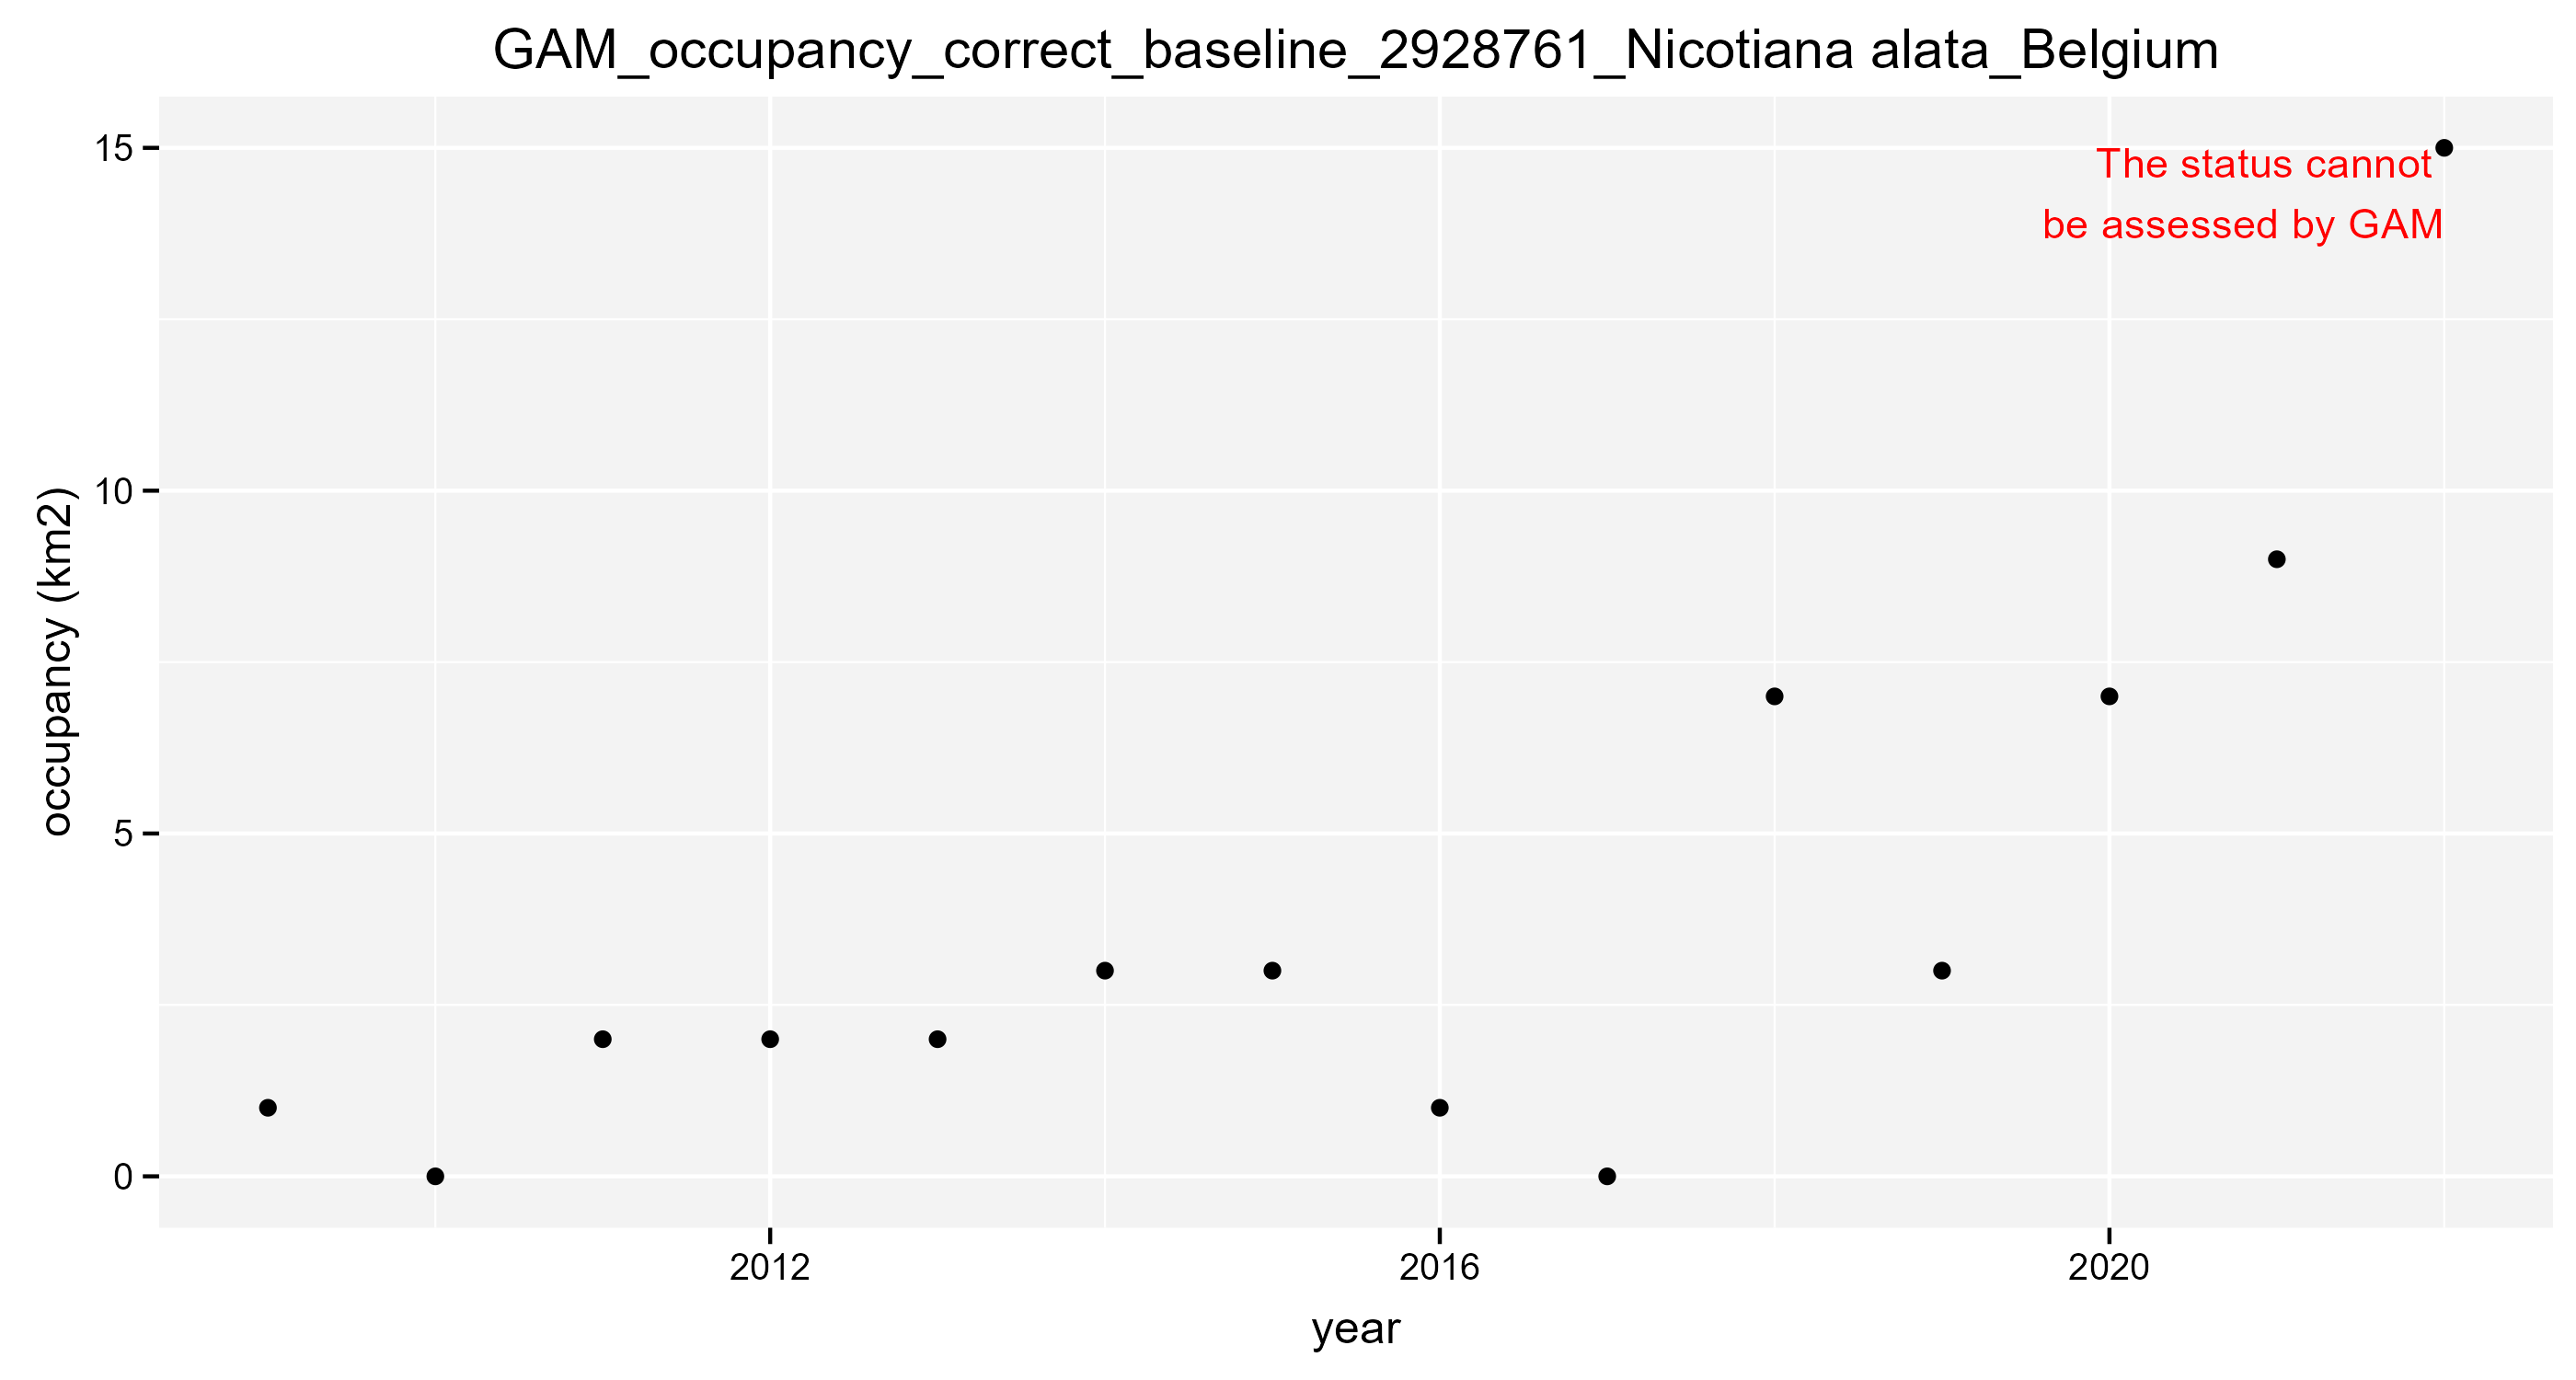 GAM_occupancy_correct_baseline_2928761_Nicotiana alata_Belgium
15
The status cannot
be assessed by GAM
10
occupancy (km2)
5
0
2012
2016
2020
year